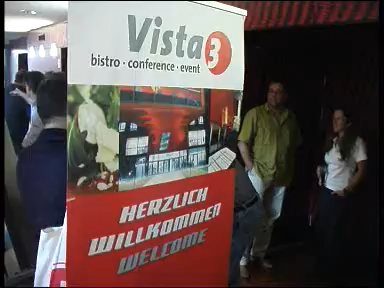 Vista3
bistro · conference · event
HERZLICH
WILLKOMMEN
WELCOME